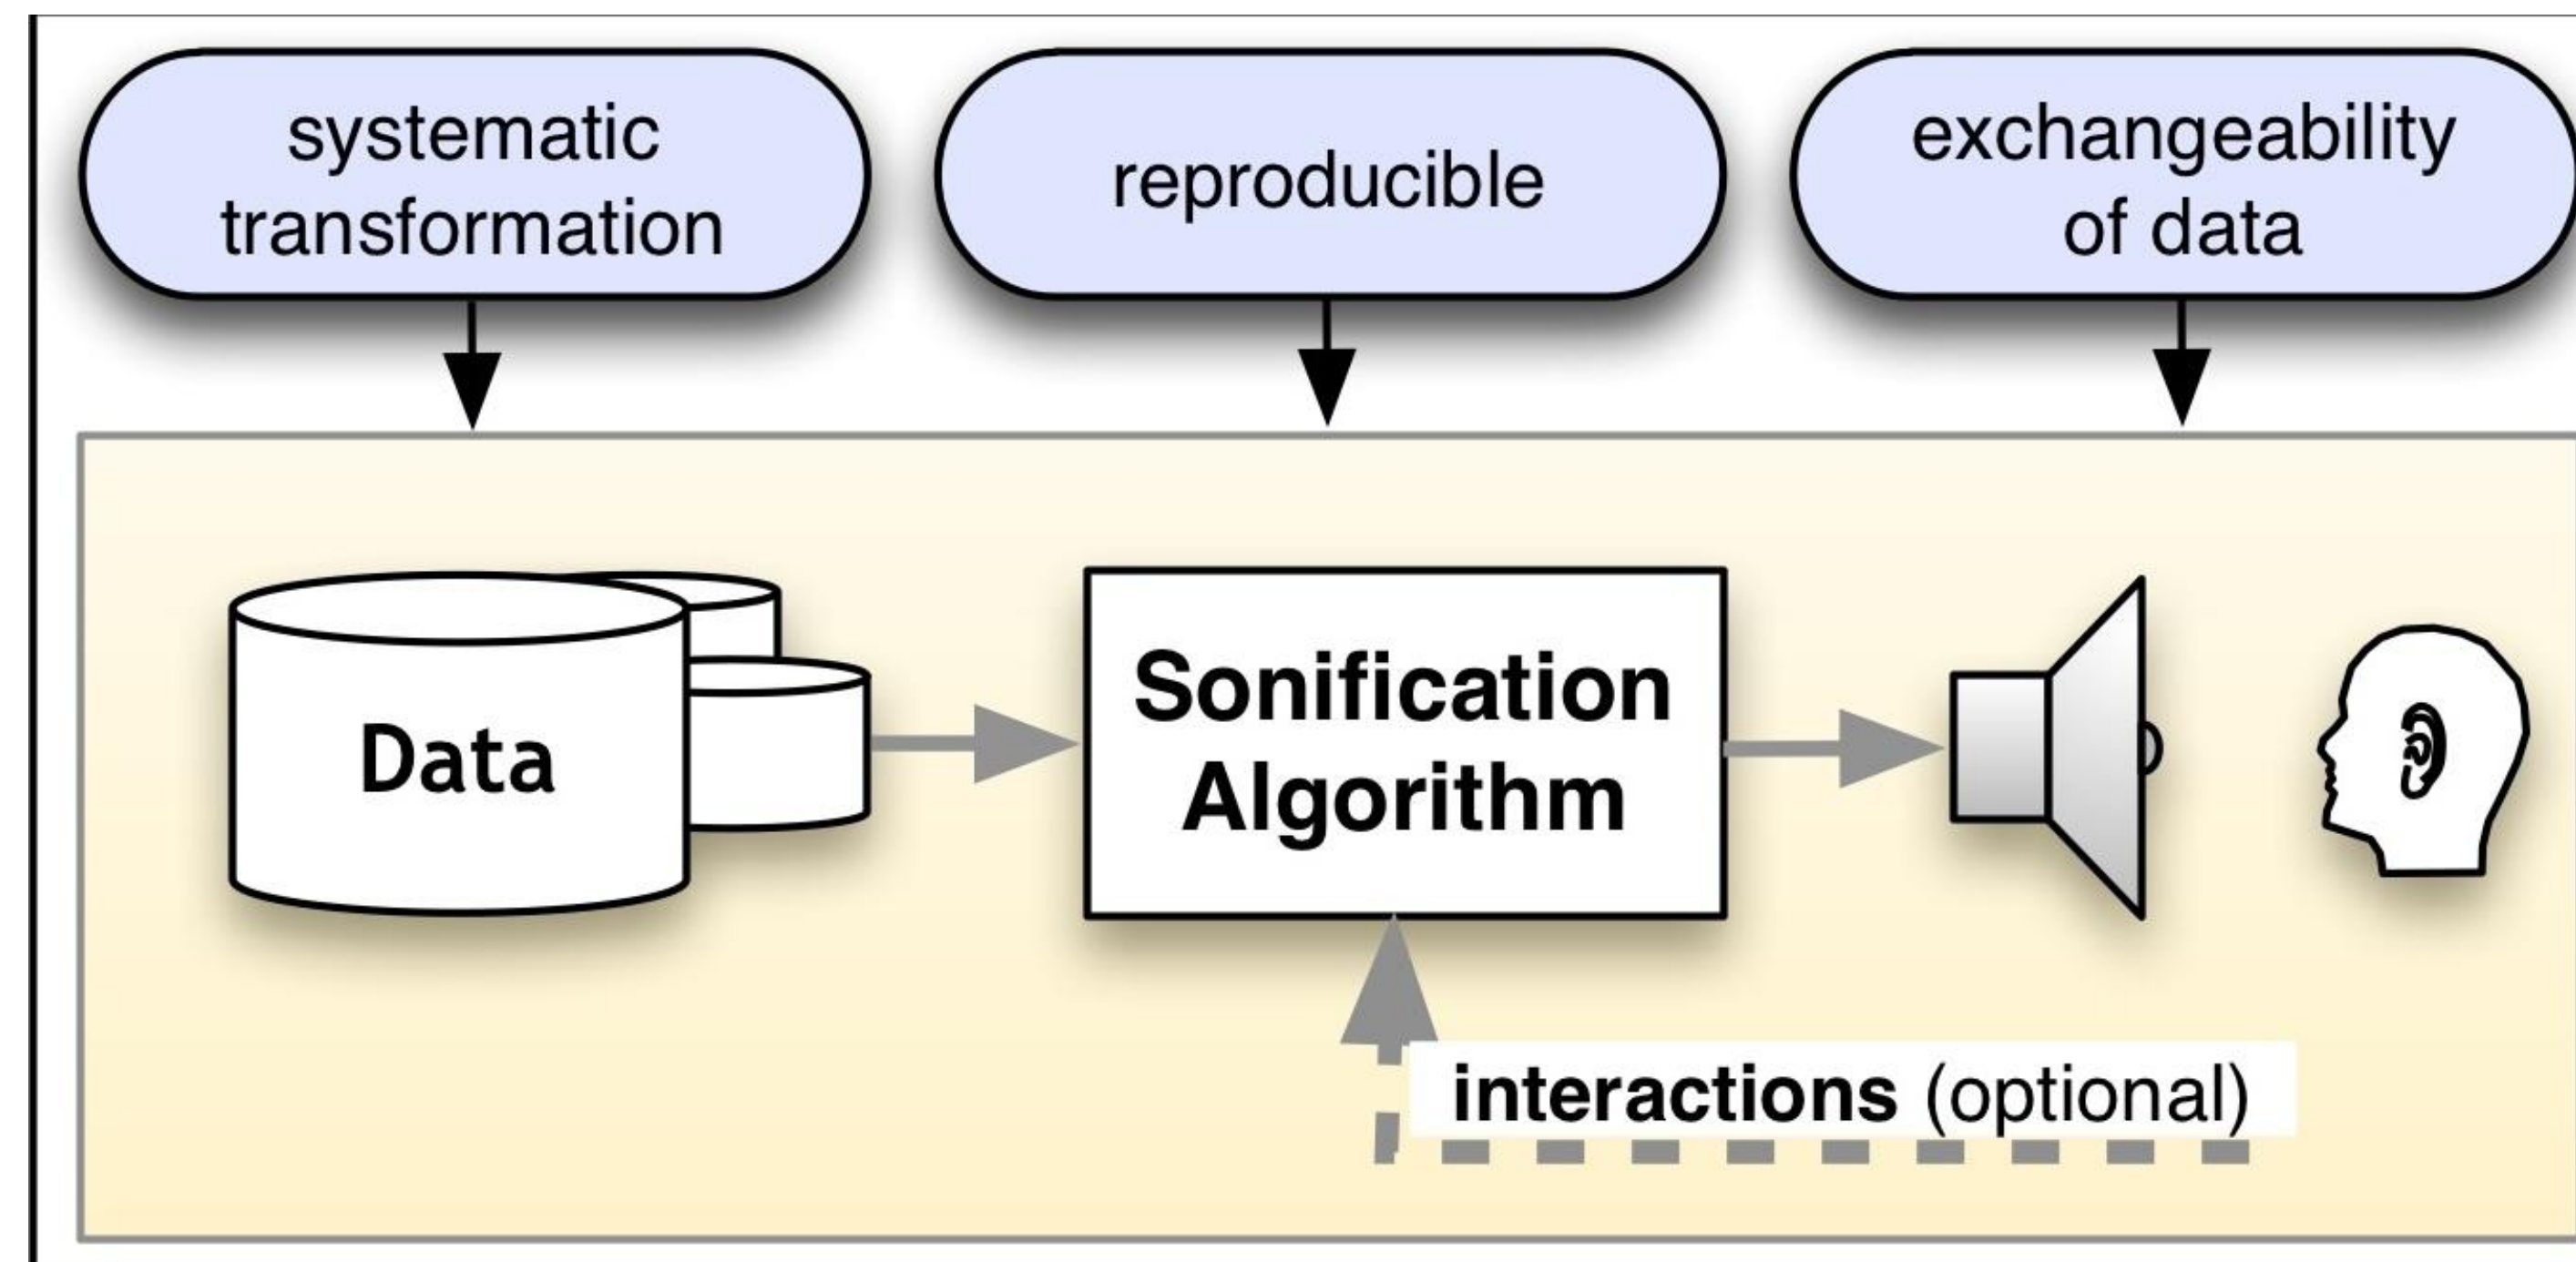 systematic
transformation
reproducible
exchangeability
of data
Data
Sonification
Algorithm
interactions (optional)